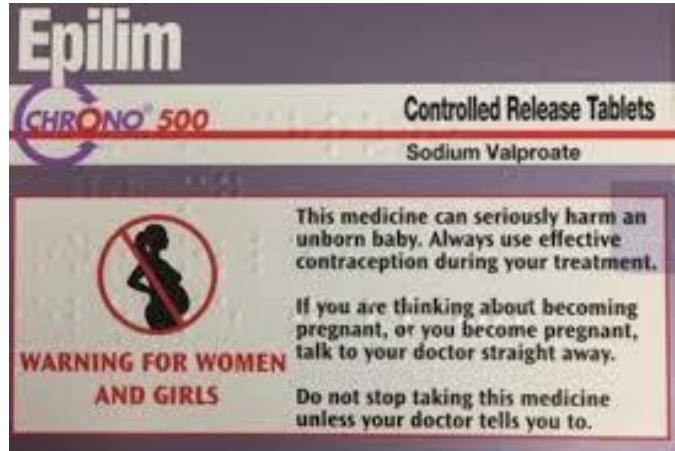 Epilim
CHRONO® 500
Controlled Release Tablets
Sodium Valproate
WARNING FOR WOMEN
AND GIRLS
This medicine can seriously harm an
unborn baby. Always use effective
contraception during your treatment.
If you are thinking about becoming
pregnant, or you become pregnant,
talk to your doctor straight away.
Do not stop taking this medicine
unless your doctor tells you to.